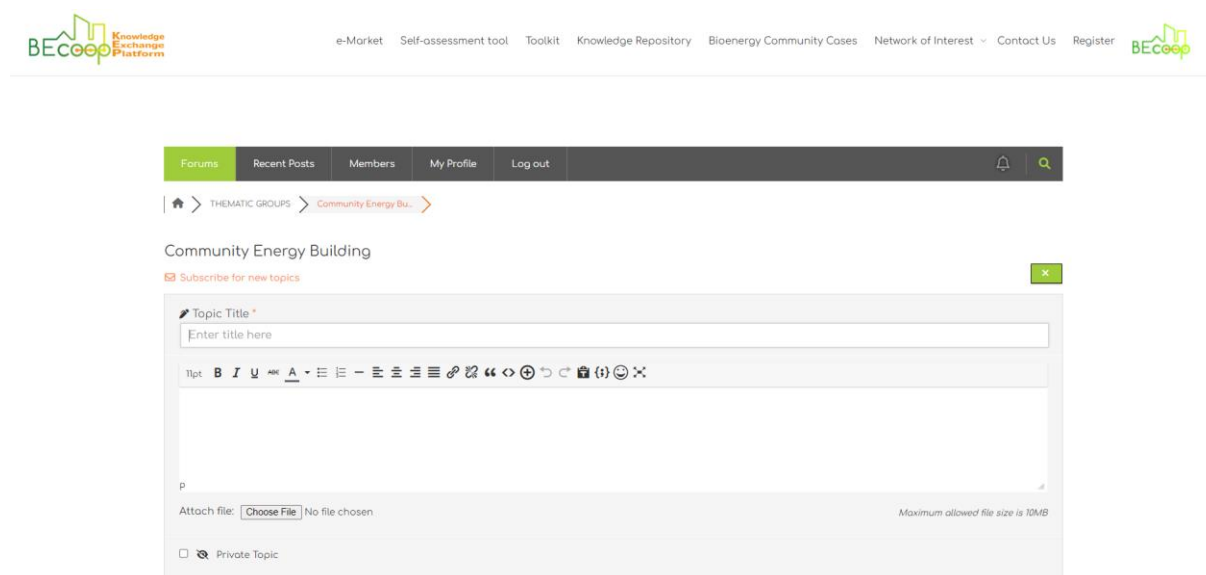 BECoop Knowledge Exchange Platform
e-Market Self-assessment tool Toolkit Knowledge Repository Bioenergy Community Cases Network of Interest Contact Us Register
BECoop
Forums Recent Posts Members My Profile Log out
THEMATIC GROUPS Community Energy Bu...
Community Energy Building
Subscribe for new topics
Topic Title *
Enter title here
11pt B I U ABC A
P
Attach file: Choose File No file chosen Maximum allowed file size is 10MB
Private Topic